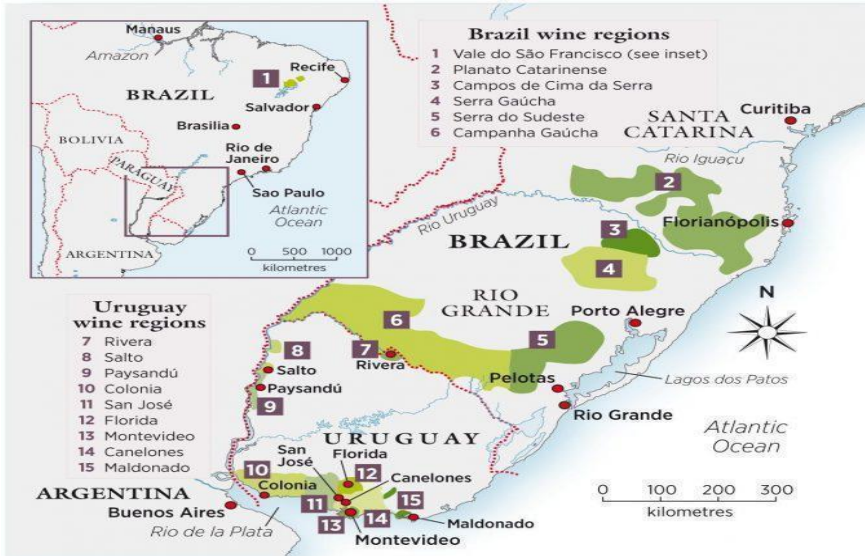 Manaus
Amazon
1
Recife
BRAZIL
Salvador
Brasilia
BOLIVIA
Rio de
Janeiro
PARAGUAY
Sao Paulo
Atlantic
Ocean
ARGENTINA
0 500 1000
kilometres
Brazil wine regions
1 Vale do São Francisco (see inset)
2 Planato Catarinense
3 Campos de Cima da Serra
4 Serra Gaúcha
5 Serra do Sudeste
6 Campanha Gaúcha
SANTA
CATARINA
Curitiba
Rio Iguaçu
2
Florianópolis
Rio Uruguay
BRAZIL
3
4
RIO
GRANDE
Porto Alegre
N
6
5
7
Rivera
Pelotas
Lagos dos Patos
Rio Grande
Atlantic
Ocean
Uruguay
wine regions
7 Rivera
8 Salto
9 Paysandú
10 Colonia
11 San José
12 Florida
13 Montevideo
14 Canelones
15 Maldonado
8
Salto
Paysandú
9
URUGUAY
San
José
Florida
10
12
Canelones
Colonia
11
15
ARGENTINA
Buenos Aires
13
14
Maldonado
Rio de la Plata
Montevideo
0 100 200 300
kilometres